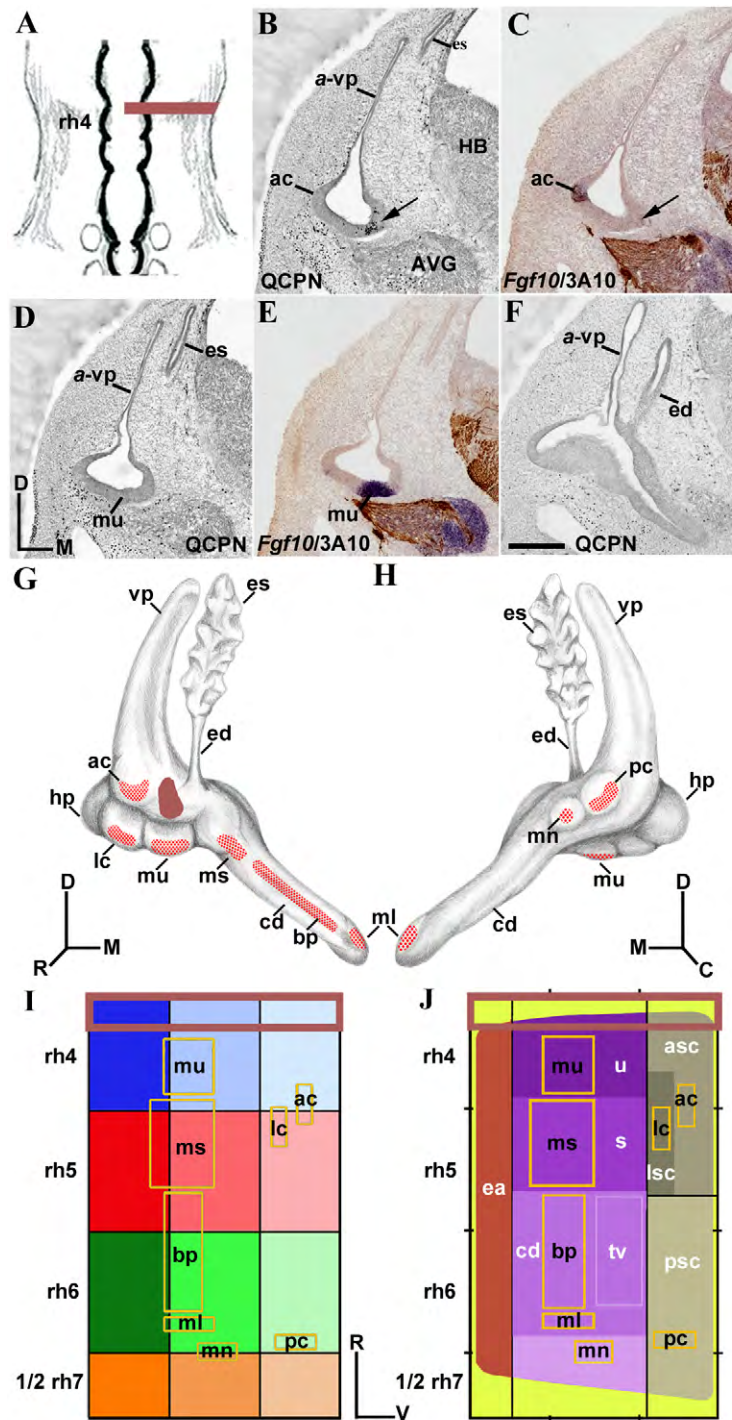 A
rh4
B
es
a-vp
HB
ac
AVG
QCPN
C
ac
Fgf10/3A10
D
es
a-vp
mu
D
M
QCPN
E
mu
Fgf10/3A10
F
a-vp
ed
QCPN
G
vp
es
ed
ac
hp
lc
mu
ms
cd
bp
ml
D
M
R
H
es
vp
ed
pc
hp
mn
mu
cd
D
M
C
I
rh4
mu
ac
lc
ms
rh5
bp
rh6
ml
mn
pc
1/2 rh7
R
V
J
rh4
mu
u
asc
ac
lc
ms
s
rh5
lsc
ea
cd
bp
tv
psc
rh6
ml
mn
pc
1/2 rh7